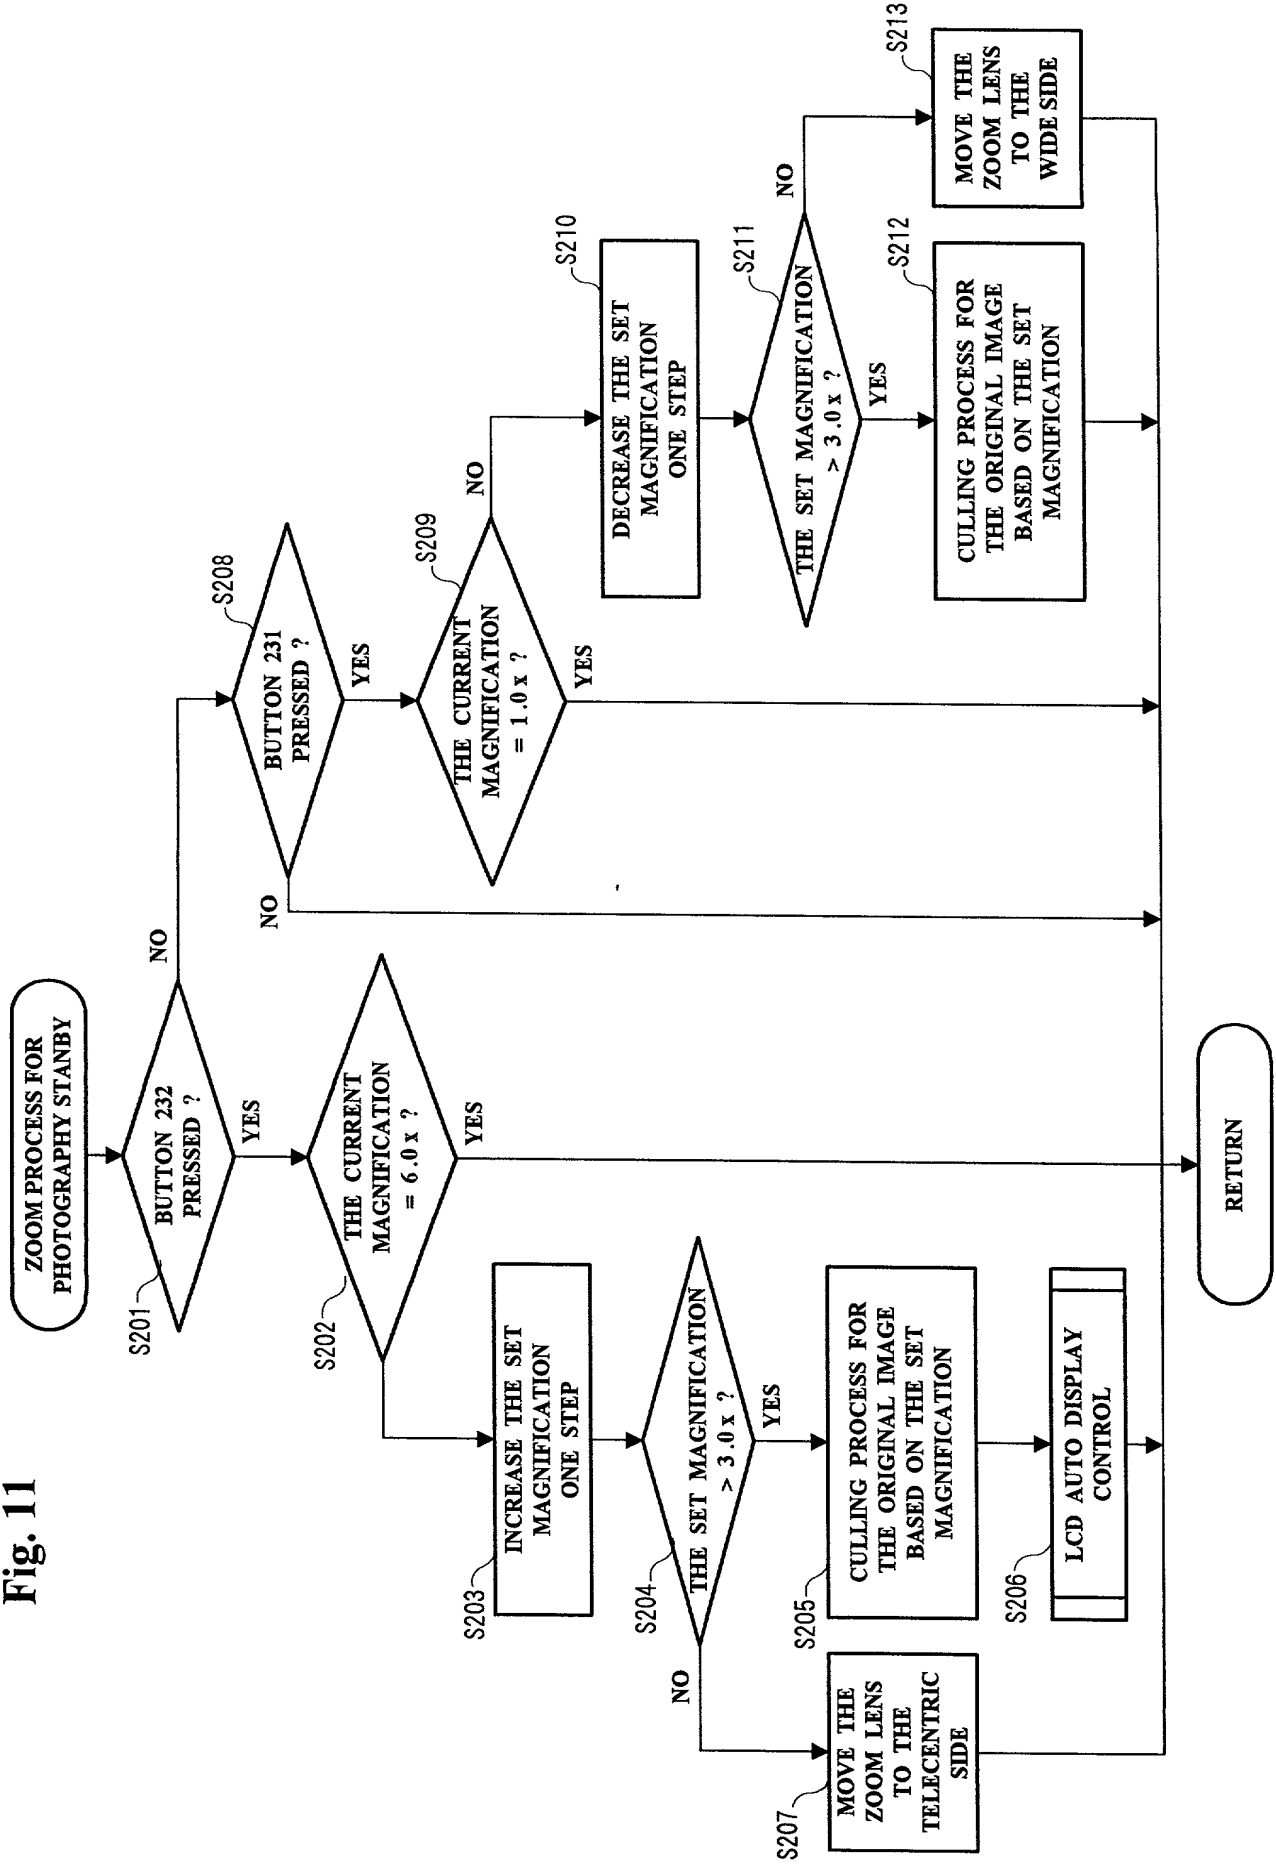 Fig. 11
ZOOM PROCESS FOR
PHOTOGRAPHY STANBY
S201
BUTTON 232
PRESSED ?
NO
YES
S202
THE CURRENT
MAGNIFICATION
= 6.0x ?
YES
S203
INCREASE THE SET
MAGNIFICATION
ONE STEP
S204
THE SET MAGNIFICATION
> 3.0x ?
NO
YES
S205
CULLING PROCESS FOR
THE ORIGINAL IMAGE
BASED ON THE SET
MAGNIFICATION
S206
LCD AUTO DISPLAY
CONTROL
S207
MOVE THE
ZOOM LENS
TO THE
TELECENTRIC
SIDE
S208
BUTTON 231
PRESSED ?
NO
YES
S209
THE CURRENT
MAGNIFICATION
= 1.0x ?
NO
YES
S210
DECREASE THE SET
MAGNIFICATION
ONE STEP
S211
THE SET MAGNIFICATION
> 3.0x ?
NO
YES
S212
CULLING PROCESS FOR
THE ORIGINAL IMAGE
BASED ON THE SET
MAGNIFICATION
S213
MOVE THE
ZOOM LENS
TO THE
WIDE SIDE
RETURN